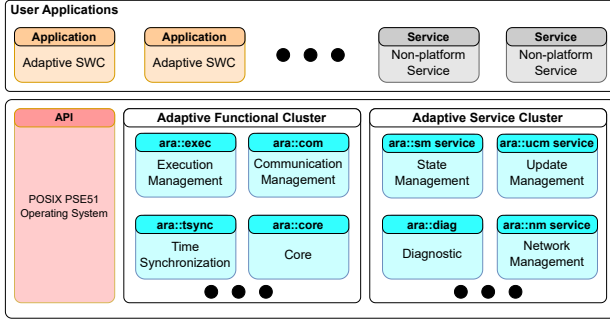 User Applications
Application
Adaptive SWC
Application
Adaptive SWC
Service
Non-platform
Service
Service
Non-platform
Service
API
POSIX PSE51
Operating System
Adaptive Functional Cluster
ara::exec
Execution
Management
ara::com
Communication
Management
ara::tsync
Time
Synchronization
ara::core
Core
Adaptive Service Cluster
ara::sm service
State
Management
ara::ucm service
Update
Management
ara::diag
Diagnostic
ara::nm service
Network
Management